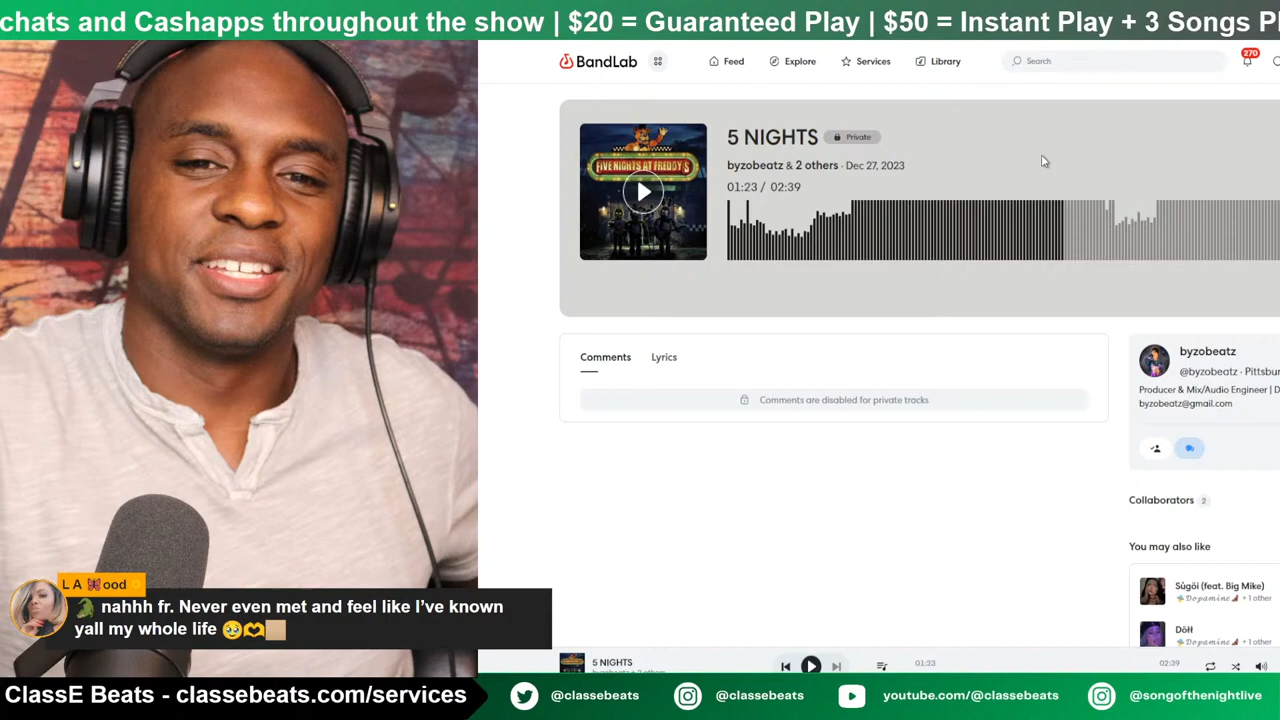 chats and Cashapps throughout the show | $20 = Guaranteed Play | $50 = Instant Play + 3 Songs
BandLab
Feed
Explore
Services
Library
Search
270
FIVE NIGHTS AT FREDDY'S
5 NIGHTS
Private
byzobeatz & 2 others · Dec 27, 2023
01:23 / 02:39
Comments
Lyrics
Comments are disabled for private tracks
byzobeatz
@byzobeatz · Pittsbur
Producer & Mix/Audio Engineer | D
byzobeatz@gmail.com
Collaborators 2
You may also like
Sůgöi (feat. Big Mike)
𝓓𝓸𝓹𝓪𝓶𝓲𝓷𝓮 + 1 other
Döłł
𝓓𝓸𝓹𝓪𝓶𝓲𝓷𝓮 + 1 other
L A 🦋ood
🐊 nahhh fr. Never even met and feel like I've known
yall my whole life 🥹🫶🏼
5 NIGHTS
byzobeatz + 2 others
01:23
02:39
ClassE Beats - classebeats.com/services
@classebeats
@classebeats
youtube.com/@classebeats
@songofthenightlive